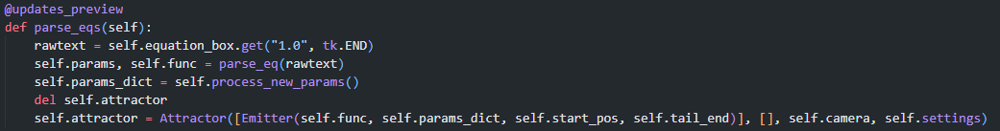 @updates_preview
def parse_eqs(self):
    rawtext = self.equation_box.get("1.0", tk.END)
    self.params, self.func = parse_eq(rawtext)
    self.params_dict = self.process_new_params()
    del self.attractor
    self.attractor = Attractor([Emitter(self.func, self.params_dict, self.start_pos, self.tail_end)], [], self.camera, self.settings)